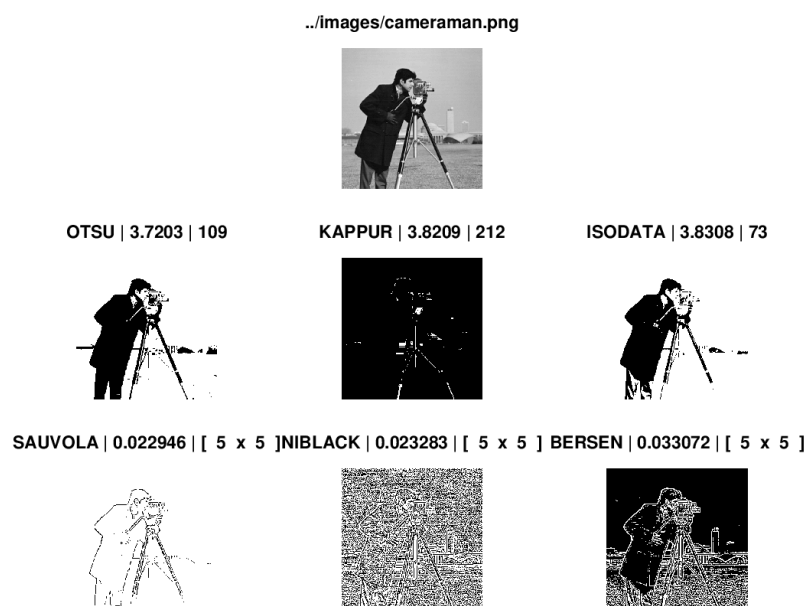 ../images/cameraman.png
OTSU | 3.7203 | 109
KAPPUR | 3.8209 | 212
ISODATA | 3.8308 | 73
SAUVOLA | 0.022946 | [ 5 x 5 ]
NIBLACK | 0.023283 | [ 5 x 5 ]
BERSEN | 0.033072 | [ 5 x 5 ]